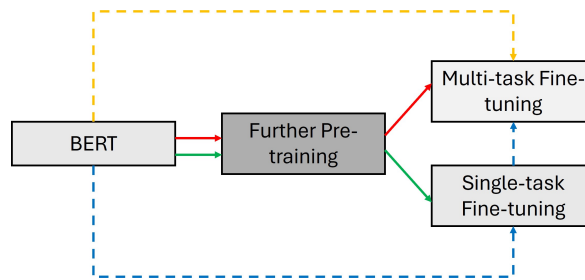 BERT
Further Pre-
training
Multi-task Fine-
tuning
Single-task
Fine-tuning